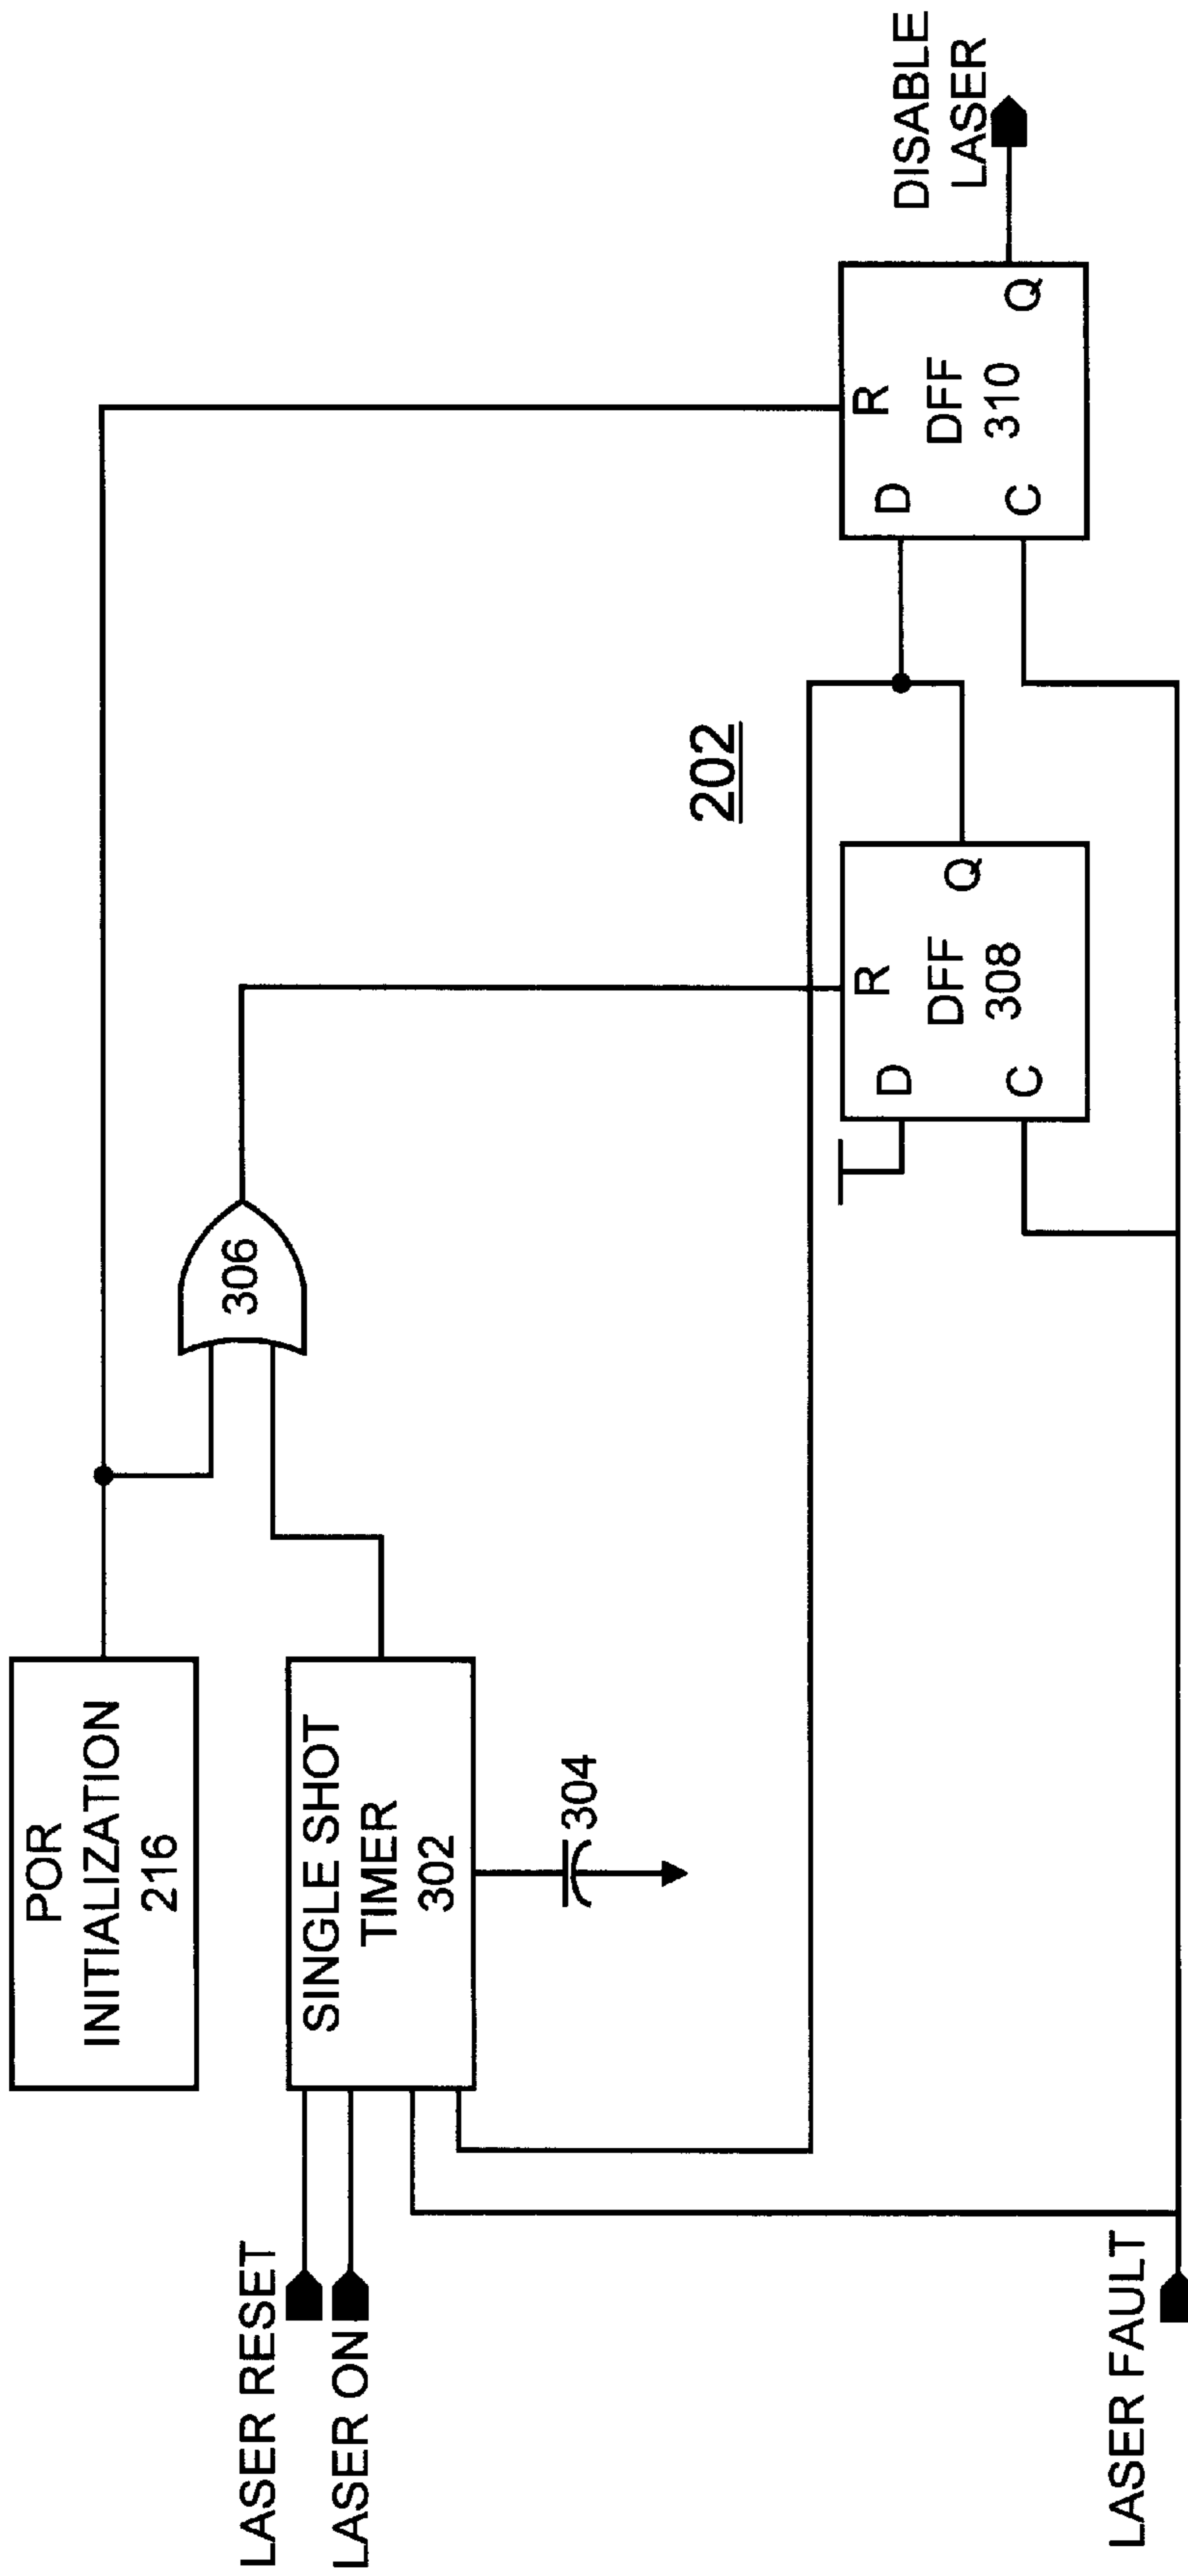 POR
INITIALIZATION
216
LASER RESET
LASER ON
SINGLE SHOT
TIMER
302
304
306
202
LASER FAULT
D
R
DFF
308
C
Q
D
R
DFF
310
C
Q
DISABLE
LASER